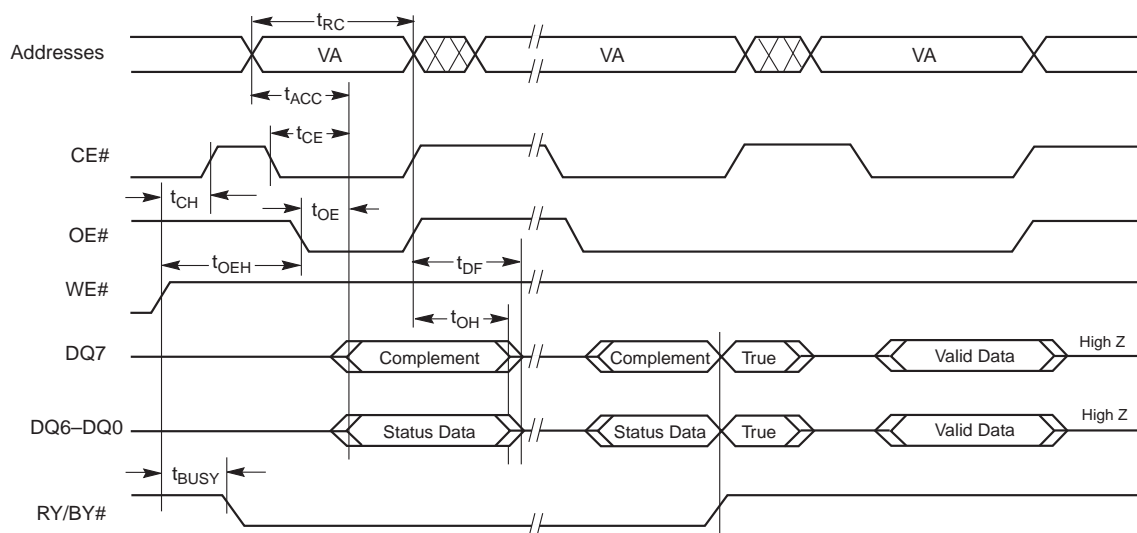 tRC
Addresses VA VA VA
tACC
tCE
CE#
tCH
tOE
OE#
tOEH
tDF
WE#
tOH
DQ7 Complement Complement True Valid Data High Z
DQ6–DQ0 Status Data Status Data True Valid Data High Z
tBUSY
RY/BY#